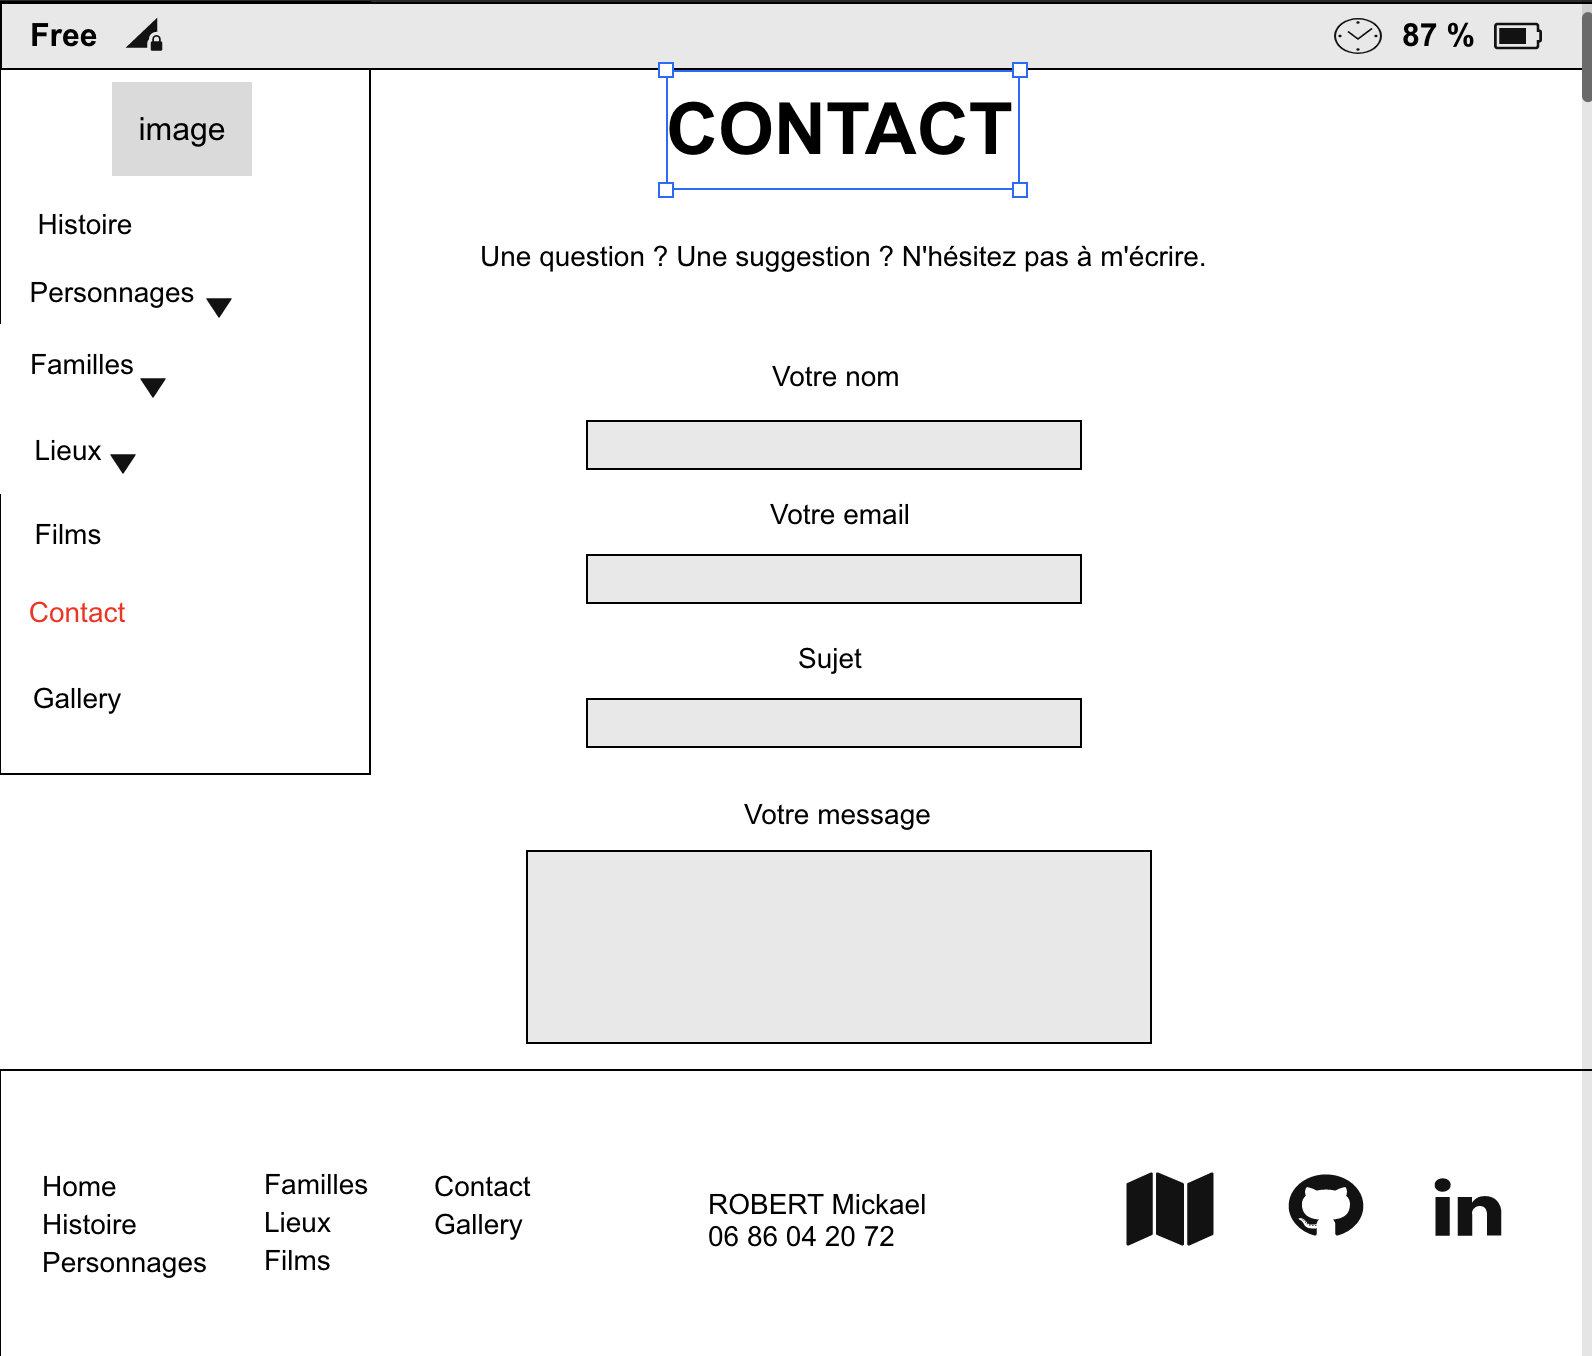 Free
87 %
image
CONTACT
Histoire
Personnages
Familles
Lieux
Films
Contact
Gallery
Une question ? Une suggestion ? N'hésitez pas à m'écrire.
Votre nom
Votre email
Sujet
Votre message
Home
Histoire
Personnages
Familles
Lieux
Films
Contact
Gallery
ROBERT Mickael
06 86 04 20 72
in